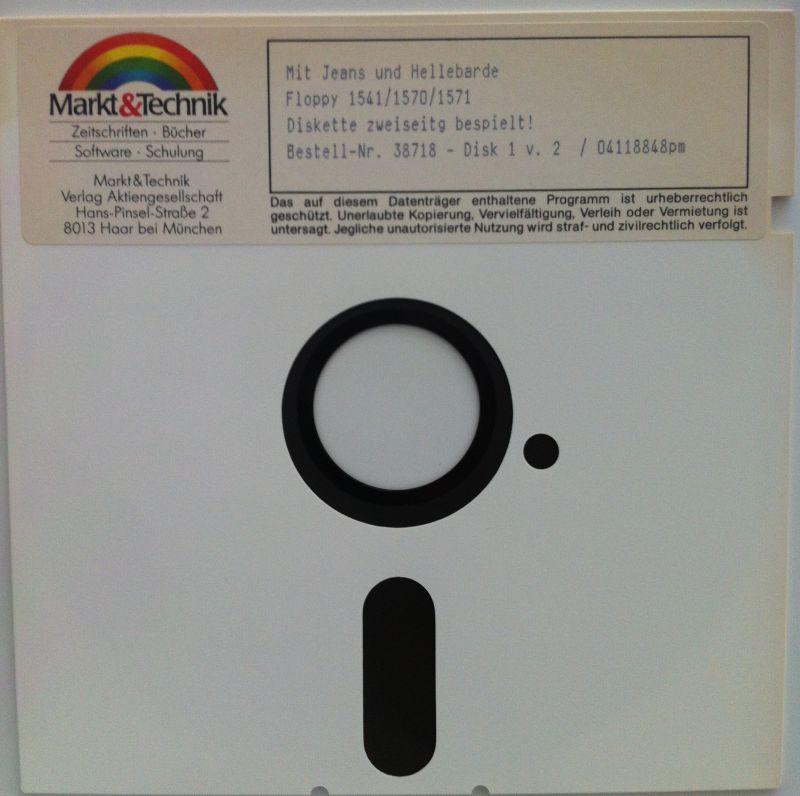 Markt&Technik
Zeitschriften · Bücher
Software · Schulung
Markt&Technik
Verlag Aktiengesellschaft
Hans-Pinsel-Straße 2
8013 Haar bei München
Mit Jeans und Hellebarde
Floppy 1541/1570/1571
Diskette zweiseitg bespielt!
Bestell-Nr. 38718 - Disk 1 v. 2 / 04118848pm
Das auf diesem Datenträger enthaltene Programm ist urheberrechtlich
geschützt. Unerlaubte Kopierung, Vervielfältigung, Verleih oder Vermietung ist
untersagt. Jegliche unautorisierte Nutzung wird straf- und zivilrechtlich verfolgt.